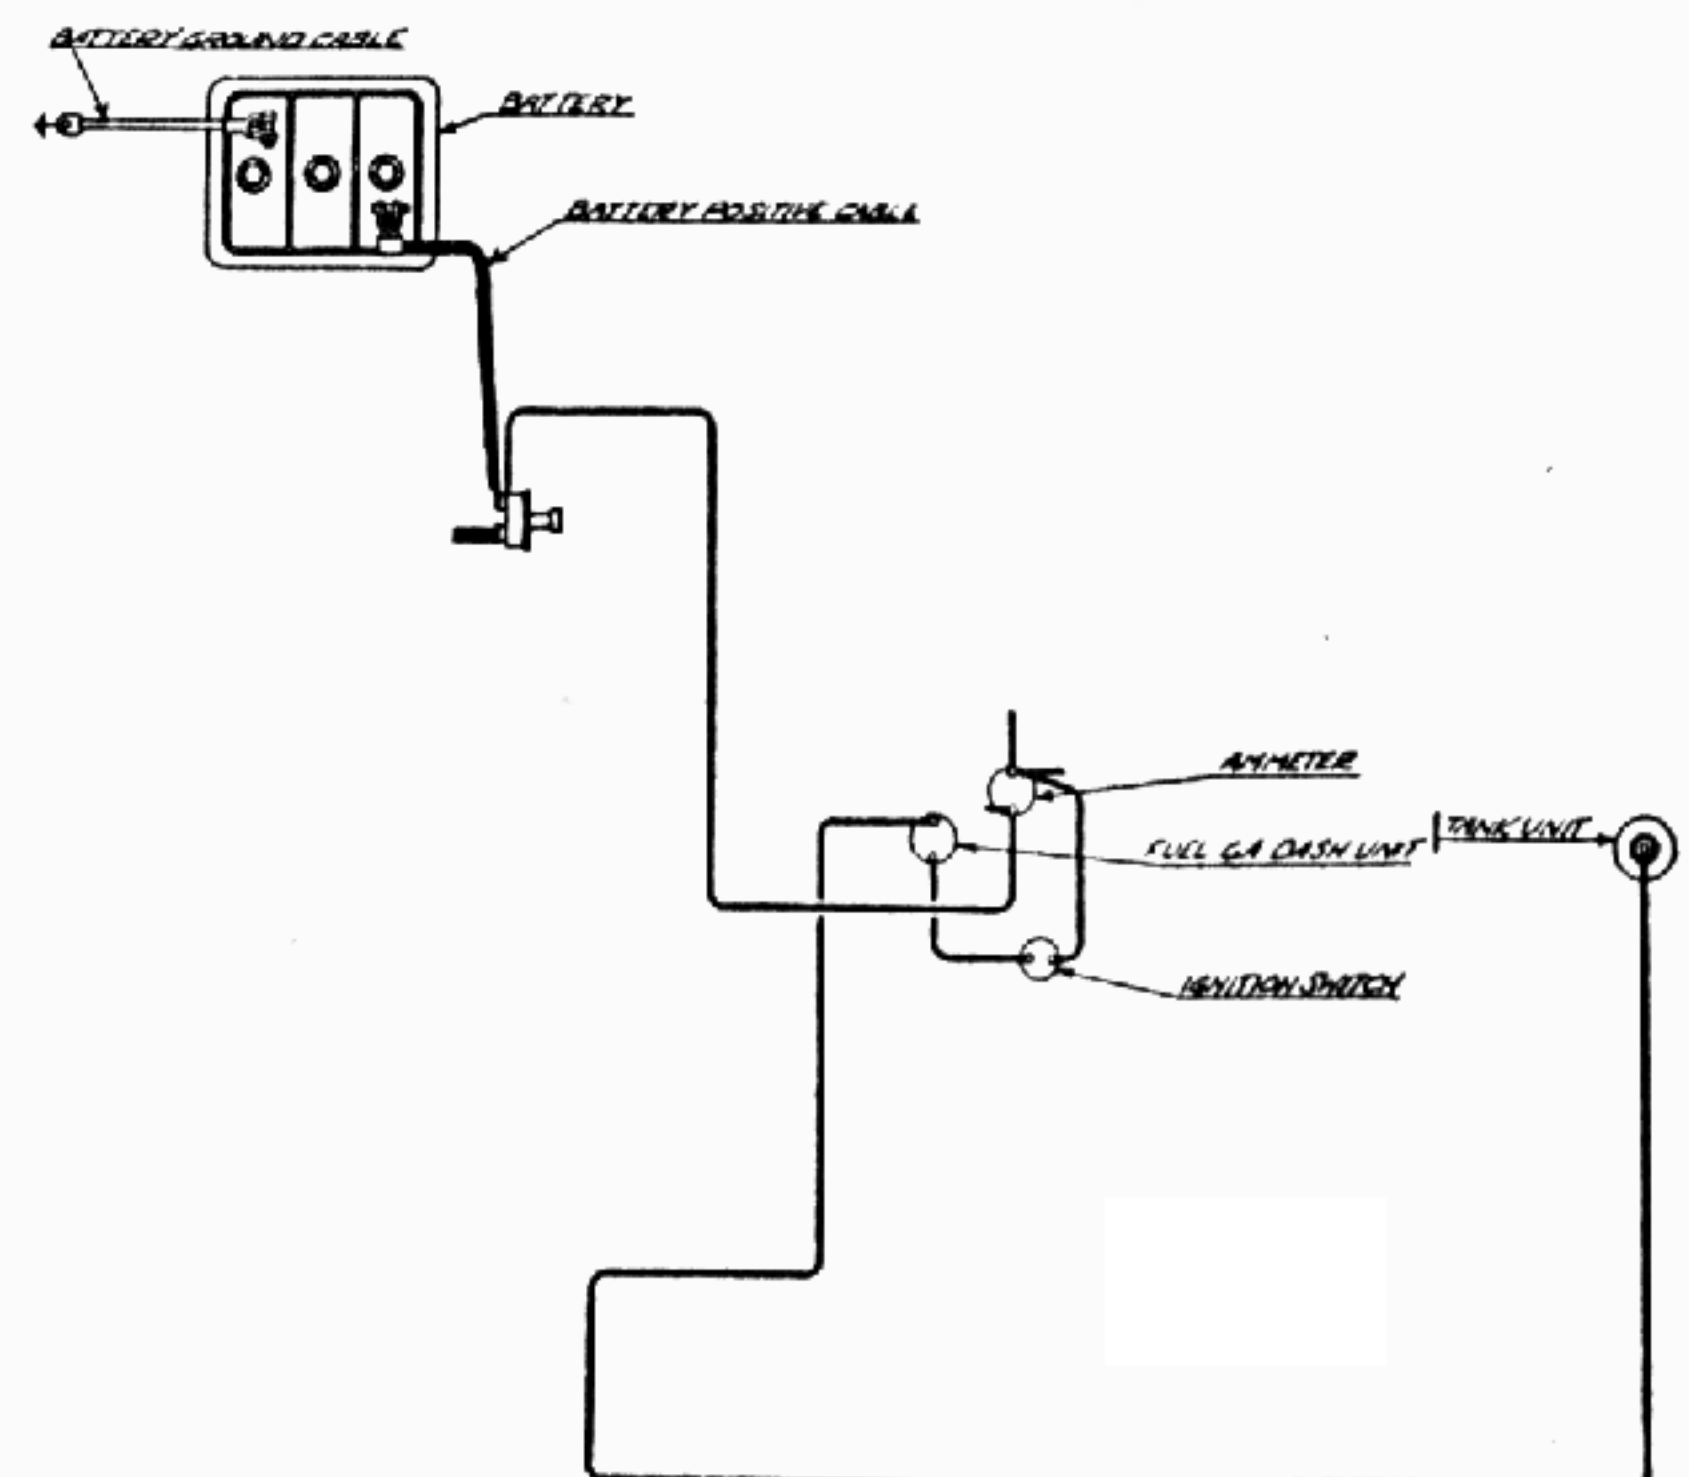 BATTERY GROUND CABLE
BATTERY
BATTERY POSITIVE CABLE
AMMETER
FUEL GA DASH UNIT
TANK UNIT
IGNITION SWITCH